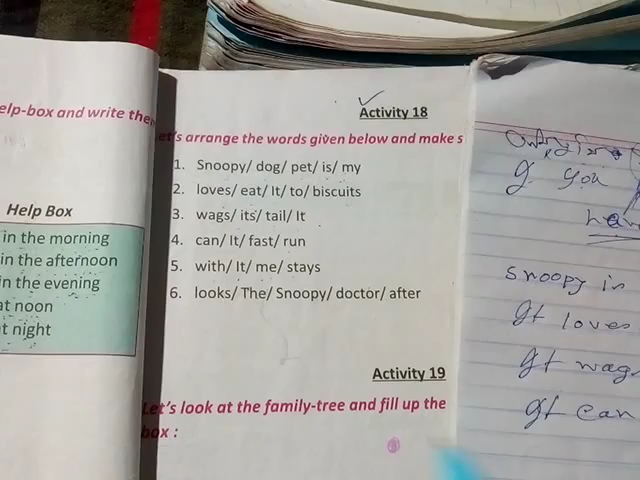 elp-box and write the
Help Box
in the morning
in the afternoon
in the evening
at noon
t night
Activity 18
et's arrange the words given below and make s
1. Snoopy/ dog/ pet/ is/ my
2. loves/ eat/ It/ to/ biscuits
3. wags/ its/ tail/ It
4. can/ It/ fast/ run
5. with/ It/ me/ stays
6. looks/ The/ Snoopy/ doctor/ after
Activity 19
Let's look at the family-tree and fill up the
box :
you
Snoopy is
It loves
It wags
It can